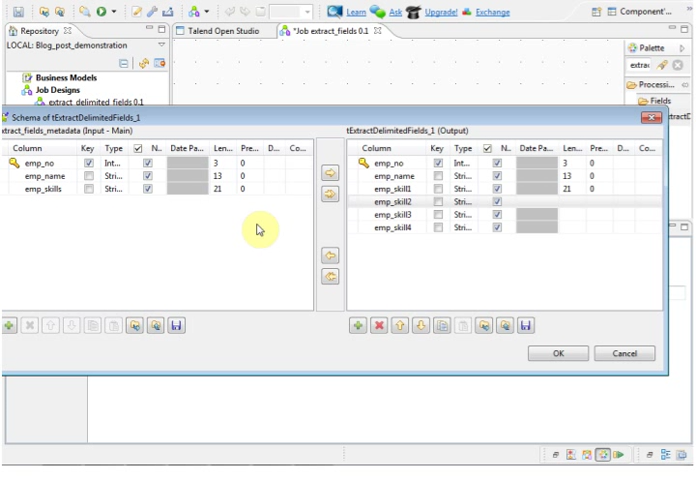 Learn Ask Upgrade! Exchange Component'...
Repository
Talend Open Studio *Job extract_fields 0.1
LOCAL: Blog_post_demonstration
Palette
Business Models
Job Designs
extract_delimited_fields 0.1
extra
Processi...
Fields
ractD
Schema of tExtractDelimitedFields_1
xtract_fields_metadata (Input - Main) tExtractDelimitedFields_1 (Output)
Column Key Type N.. Date Pa... Len... Pre... D... Co... Column Key Type N.. Date Pa... Len... Pre... D... Co...
emp_no Int... 3 0 emp_no Int... 3 0
emp_name Stri... 13 0 emp_name Stri... 13 0
emp_skills Stri... 21 0 emp_skill1 Stri... 21 0
emp_skill2 Stri...
emp_skill3 Stri...
emp_skill4 Stri...
OK Cancel